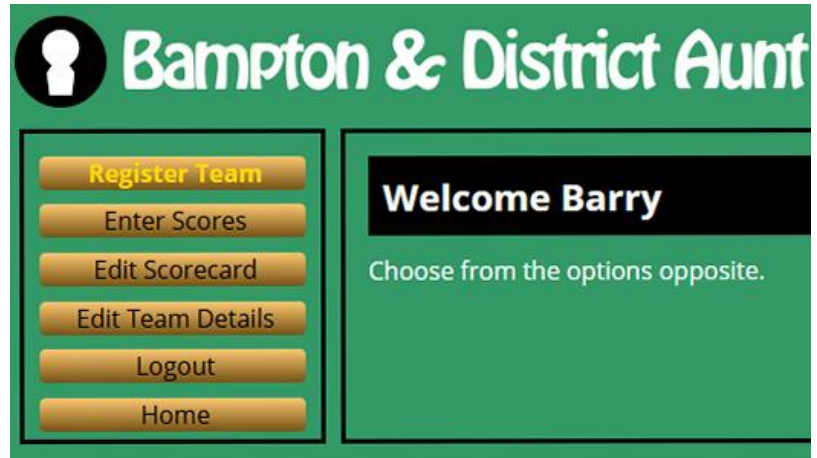 Bampton & District Aunt
Register Team
Enter Scores
Edit Scorecard
Edit Team Details
Logout
Home
Welcome Barry
Choose from the options opposite.